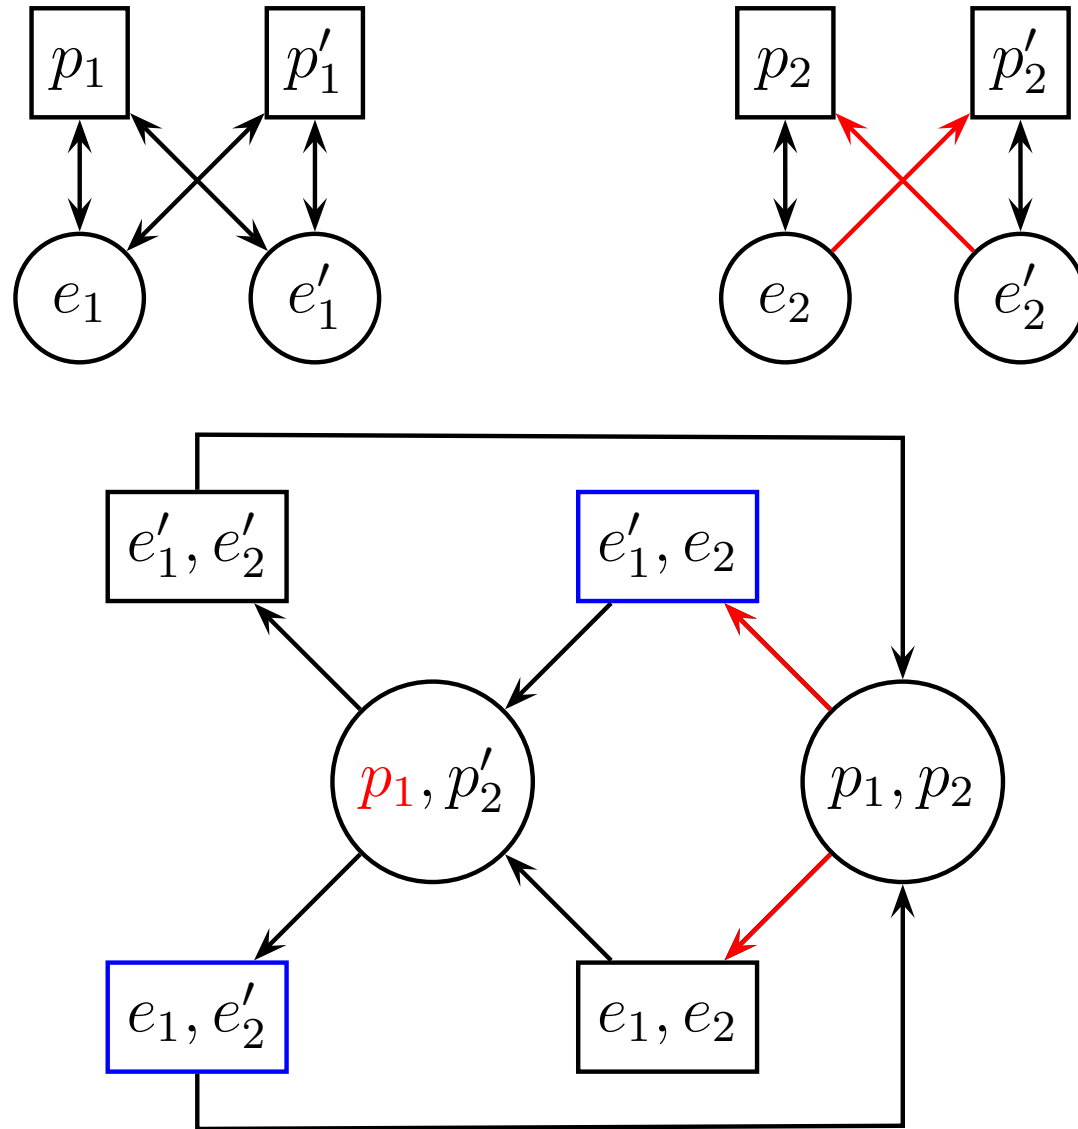 p₁ p′₁ p₂ p′₂
e₁ e′₁ e₂ e′₂
e′₁, e′₂ e′₁, e₂
p₁, p′₂ p₁, p₂
e₁, e′₂ e₁, e₂